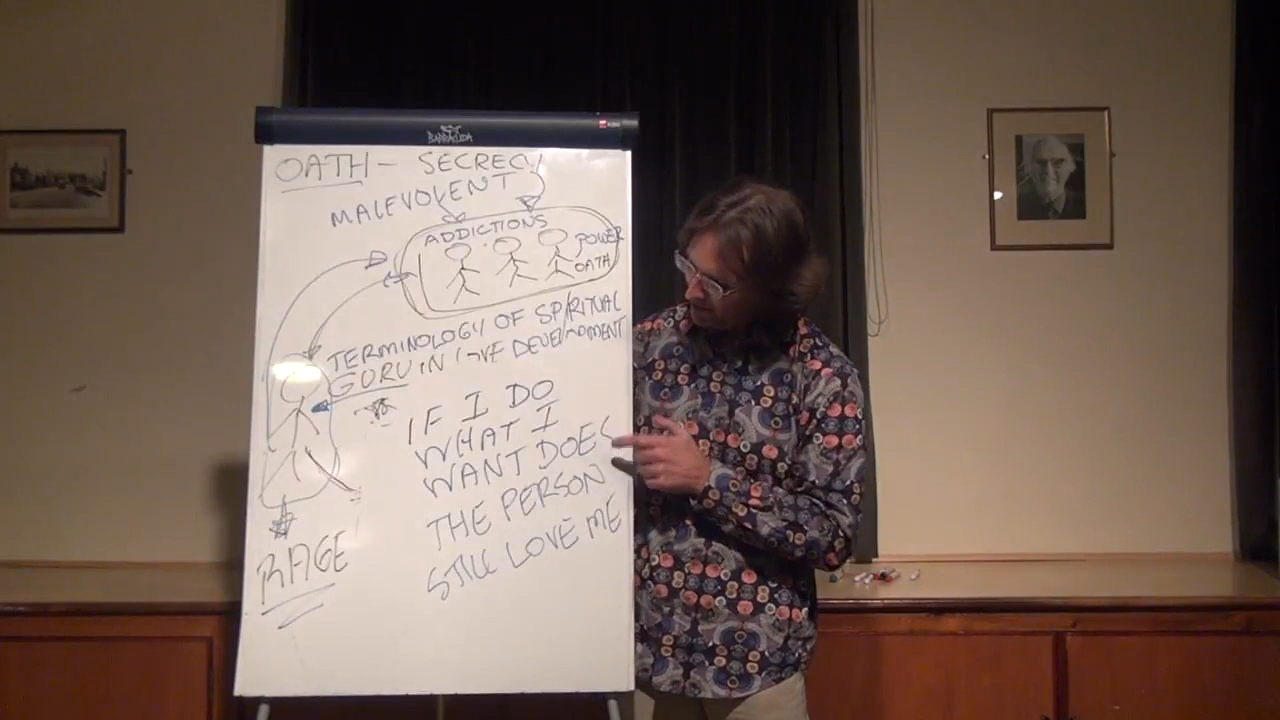 BARRACUDA
OATH - SECRECY
MALEVOLENT
ADDICTIONS
POWER
OATH
TERMINOLOGY OF SPIRITUAL
GURU IN LOVE DEVELOPMENT
IF I DO
WHAT I
WANT DOES
THE PERSON
STILL LOVE ME
RAGE